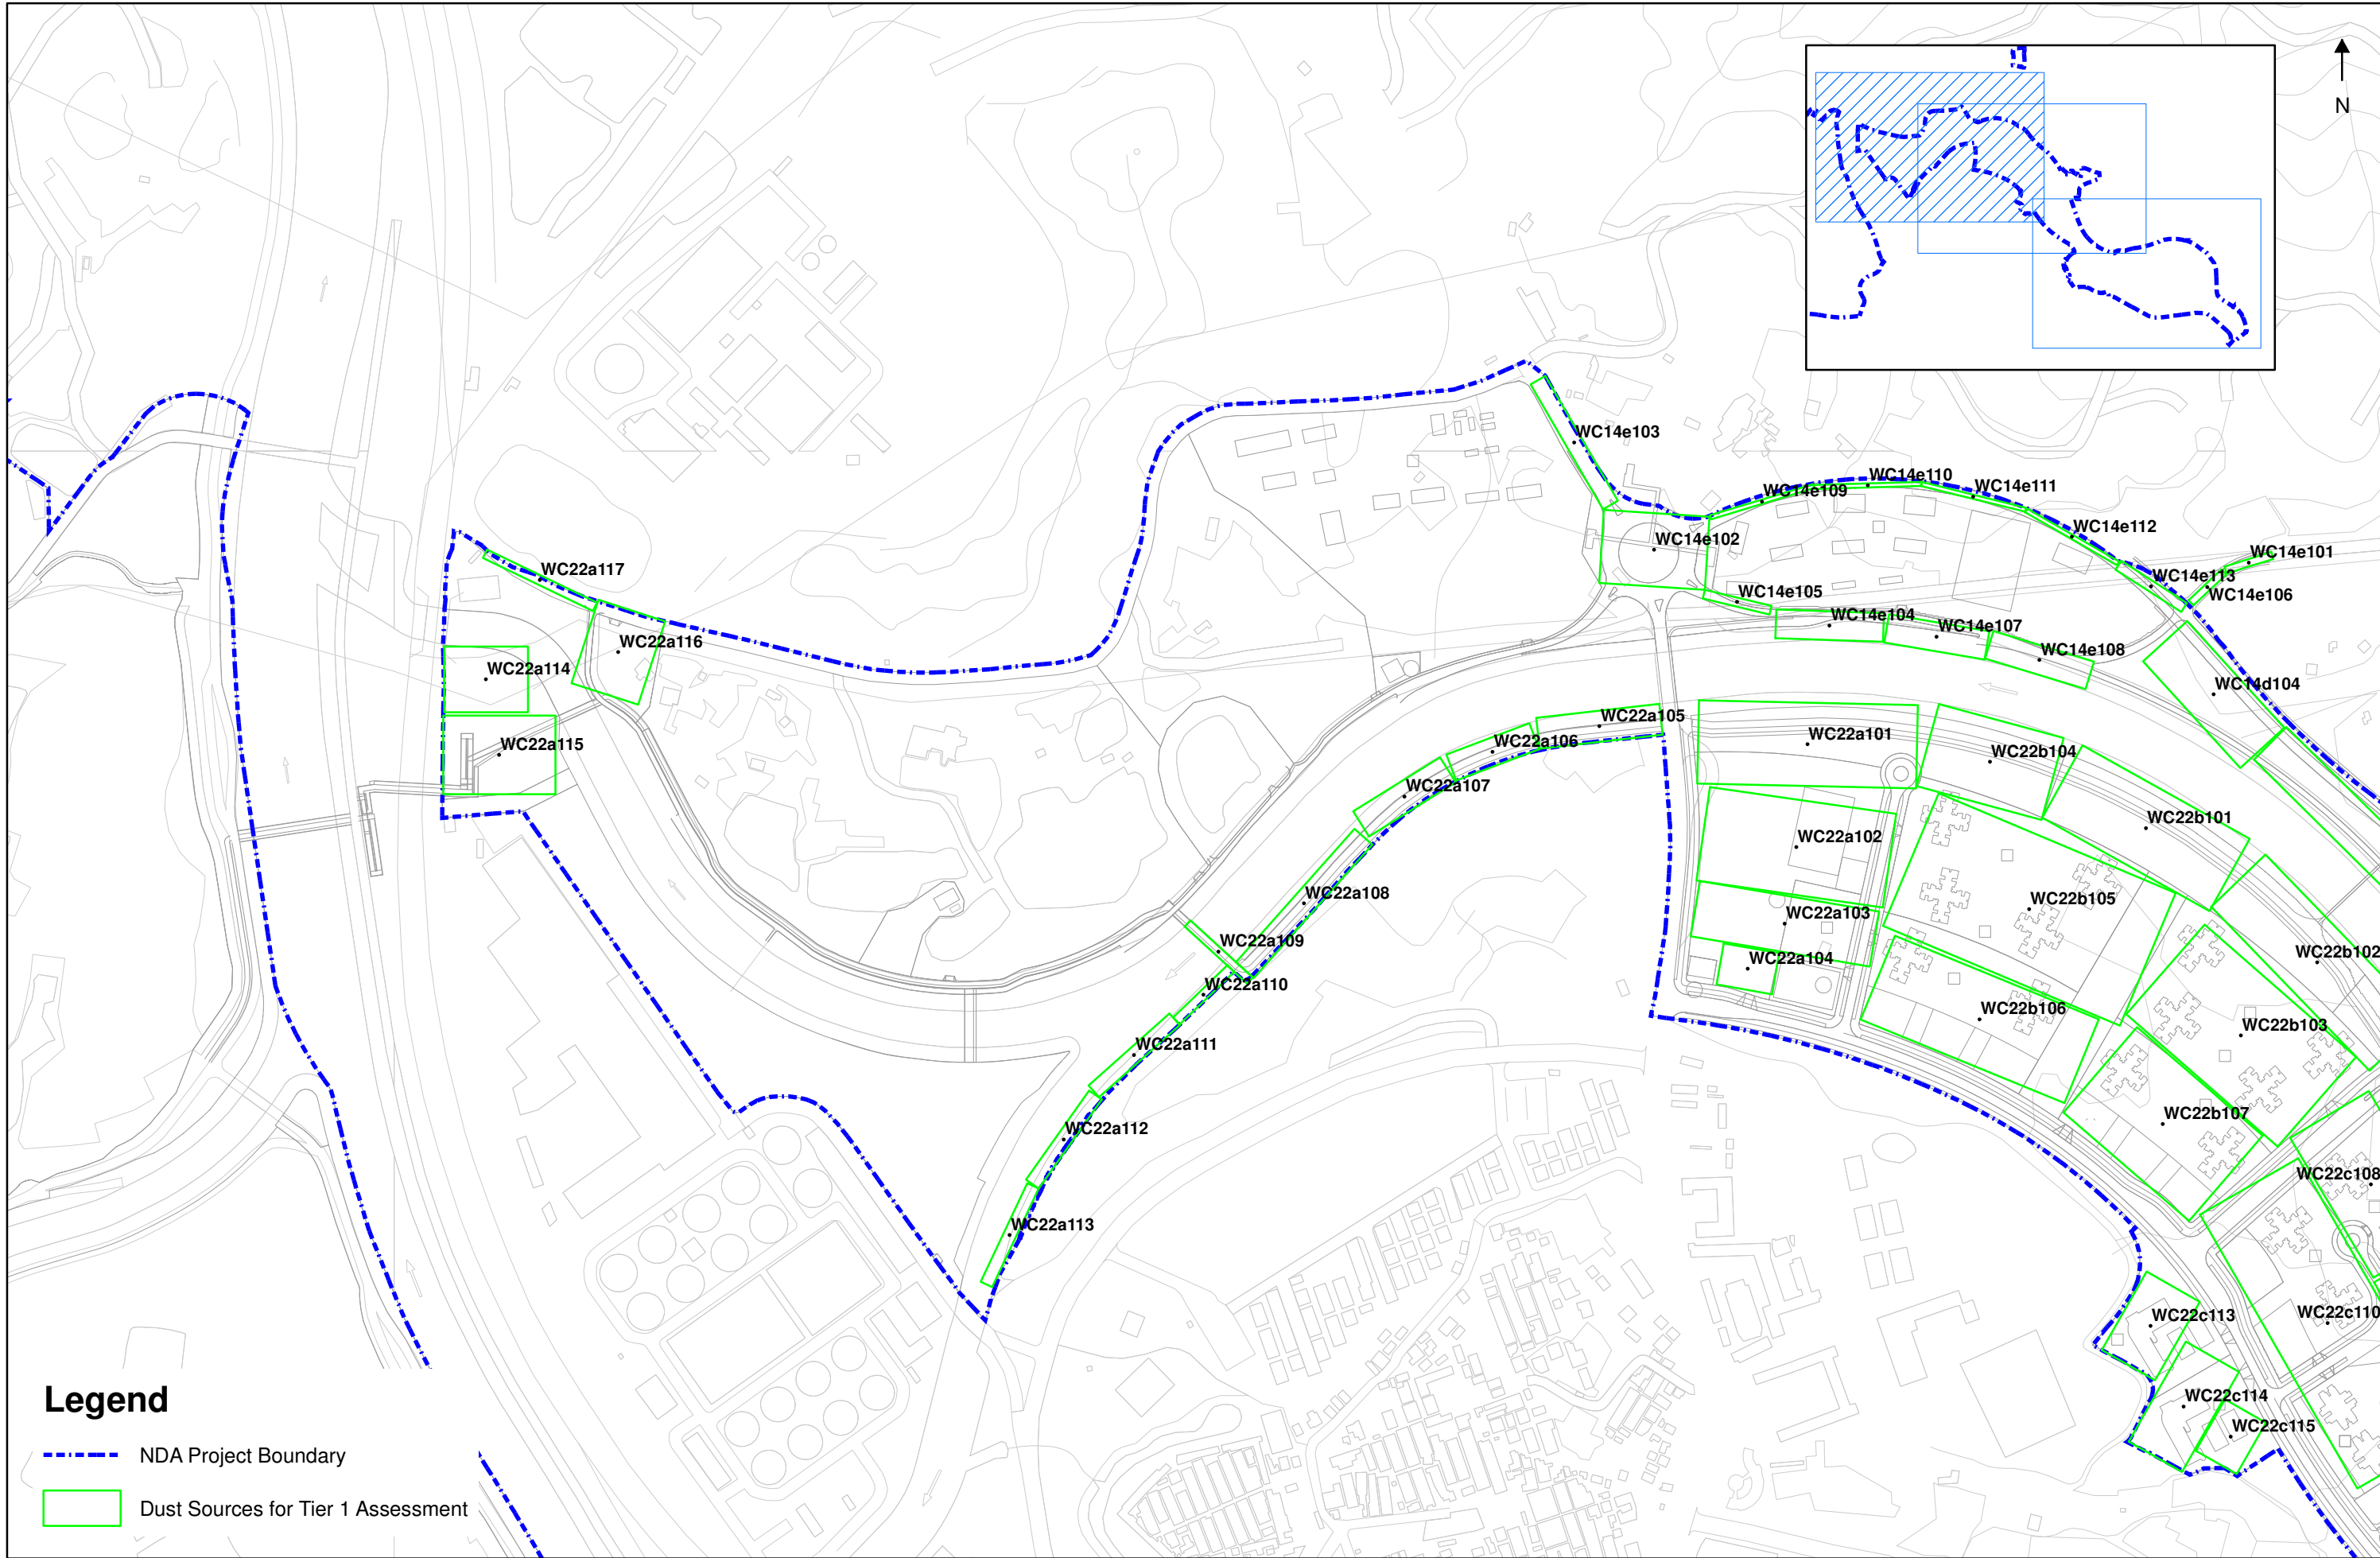 N
WC14e103
WC14e110
WC14e109
WC14e111
WC14e112
WC14e102
WC14e101
WC22a117
WC14e113
WC14e105
WC14e106
WC14e104
WC14e107
WC22a116
WC14e108
WC22a114
WC14d104
WC22a105
WC22a115
WC22a106
WC22a101
WC22b104
WC22a107
WC22b101
WC22a102
WC22a108
WC22b105
WC22a103
WC22a109
WC22b102
WC22a104
WC22a110
WC22b106
WC22b103
WC22a111
WC22b107
WC22a112
WC22c108
WC22a113
WC22c113
WC22c110
WC22c114
WC22c115
Legend
NDA Project Boundary
Dust Sources for Tier 1 Assessment